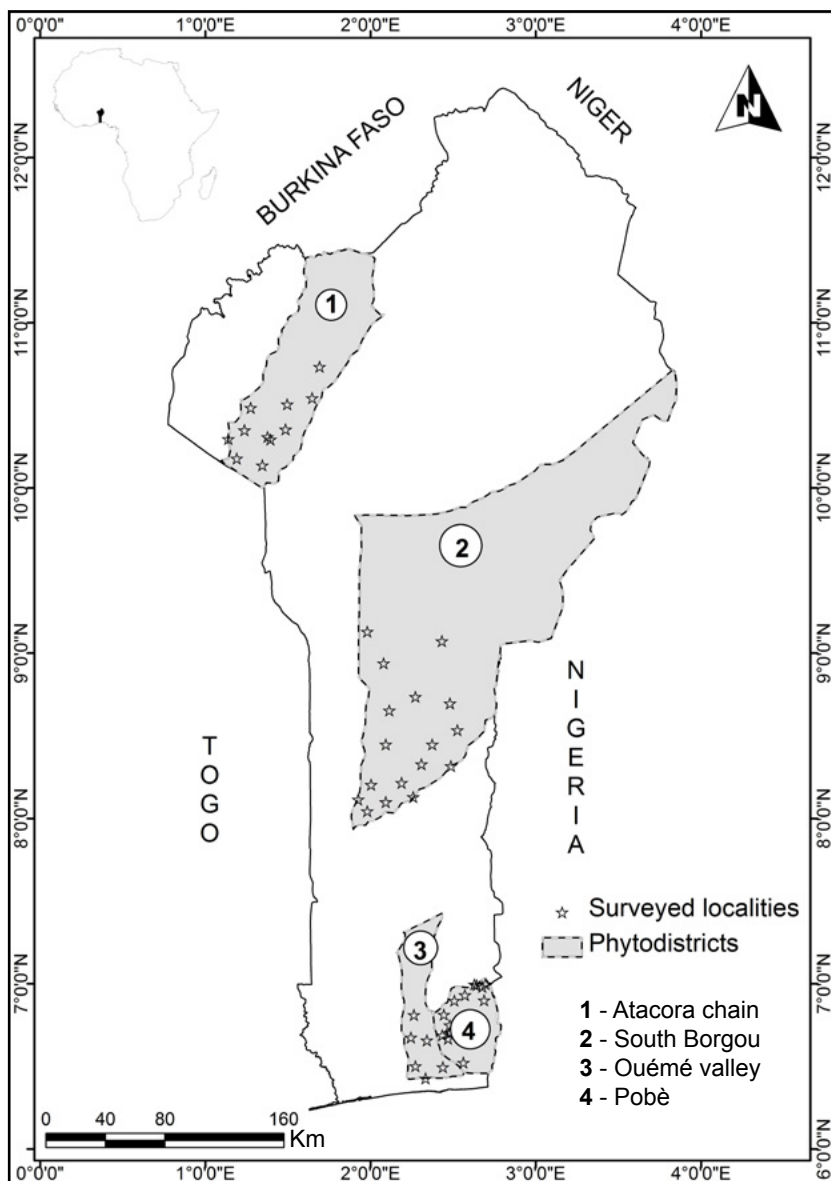 0°0'0"
1°0'0"E
2°0'0"E
3°0'0"E
4°0'0"E
N
BURKINA FASO
NIGER
12°0'0"N
12°0'0"N
11°0'0"N
11°0'0"N
1
10°0'0"N
10°0'0"N
2
9°0'0"N
9°0'0"N
TOGO
NIGERIA
8°0'0"N
8°0'0"N
Surveyed localities
Phytodistricts
3
7°0'0"N
7°0'0"N
4
1 - Atacora chain
2 - South Borgou
3 - Ouémé valley
4 - Pobè
0 40 80 160
Km
6°0'0"N
0°0'0"
1°0'0"E
2°0'0"E
3°0'0"E
4°0'0"E